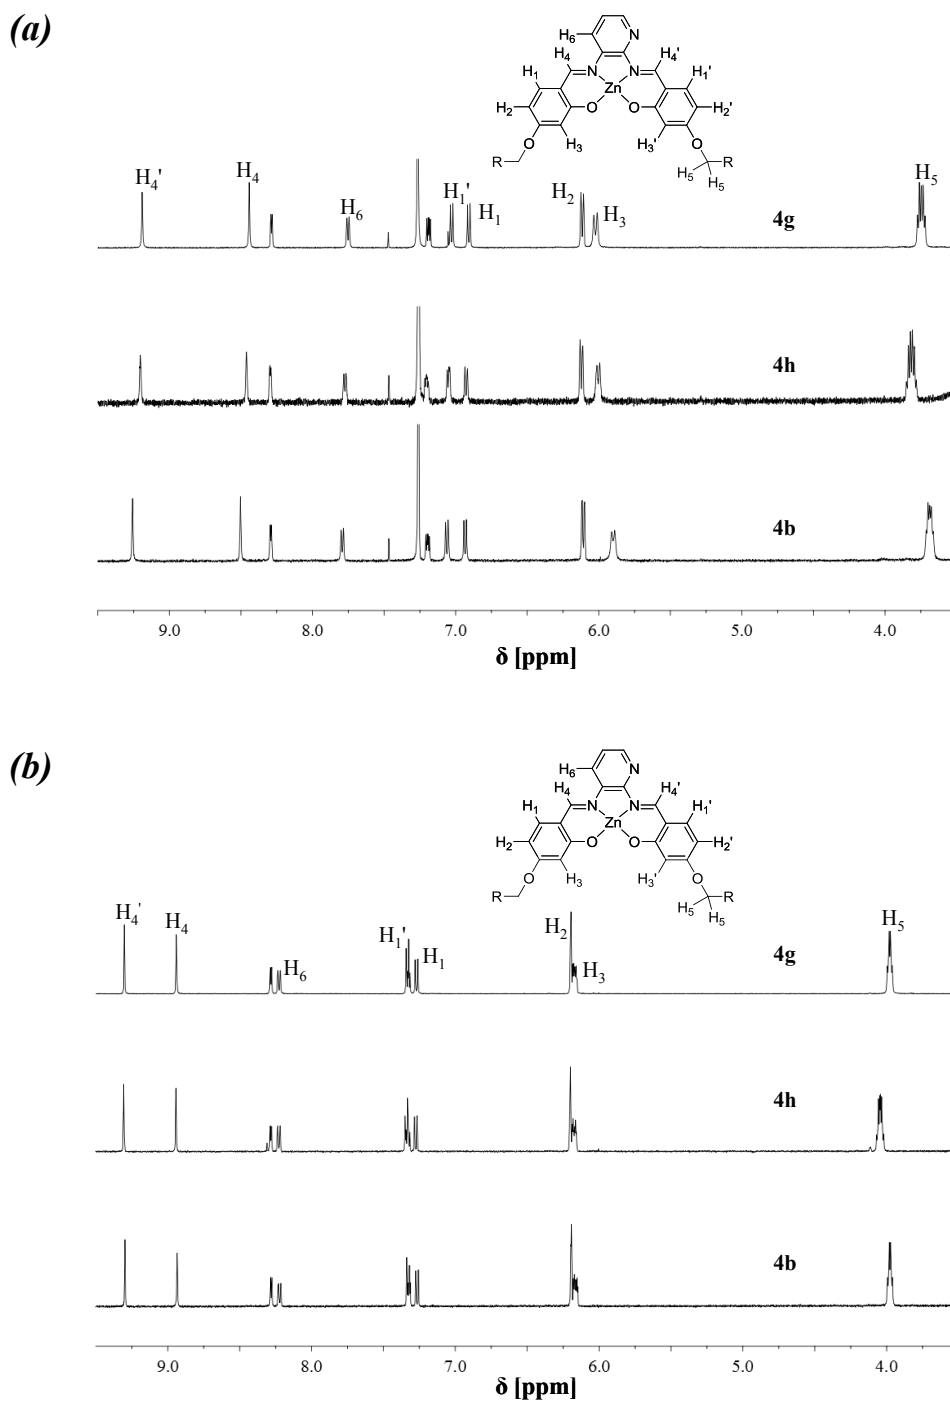 (a)
H6
N
H4
H4'
H1
N
N
H1'
Zn
H2
O
O
H2'
H3
H3'
O
O
R
R
H5
H5
H4'
H4
H6
H1'
H1
H2
H3
H5
4g
4h
4b
9.0 8.0 7.0 6.0 5.0 4.0
δ [ppm]
(b)
H6
N
H4
H4'
H1
N
N
H1'
Zn
H2
O
O
H2'
H3
H3'
O
O
R
R
H5
H5
H4'
H4
H6
H1'
H1
H2
H3
H5
4g
4h
4b
9.0 8.0 7.0 6.0 5.0 4.0
δ [ppm]